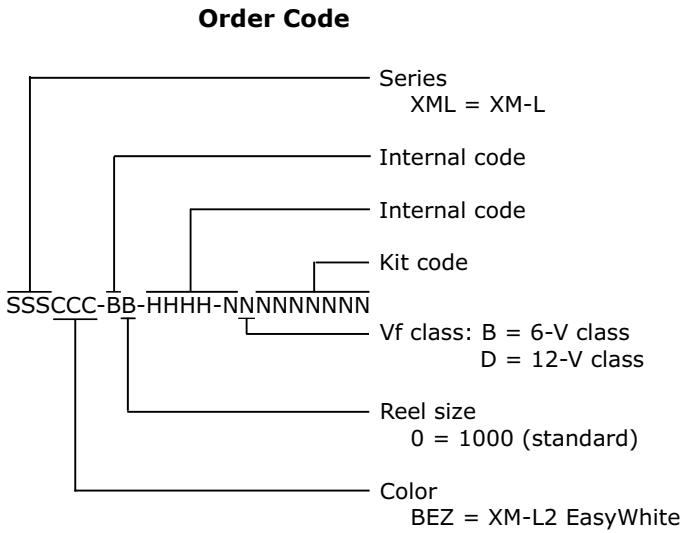 Order Code
Series
XML = XM-L
Internal code
Internal code
Kit code
SSSCCC-BB-HHHH-NNNNNNNNN
Vf class: B = 6-V class
D = 12-V class
Reel size
0 = 1000 (standard)
Color
BEZ = XM-L2 EasyWhite